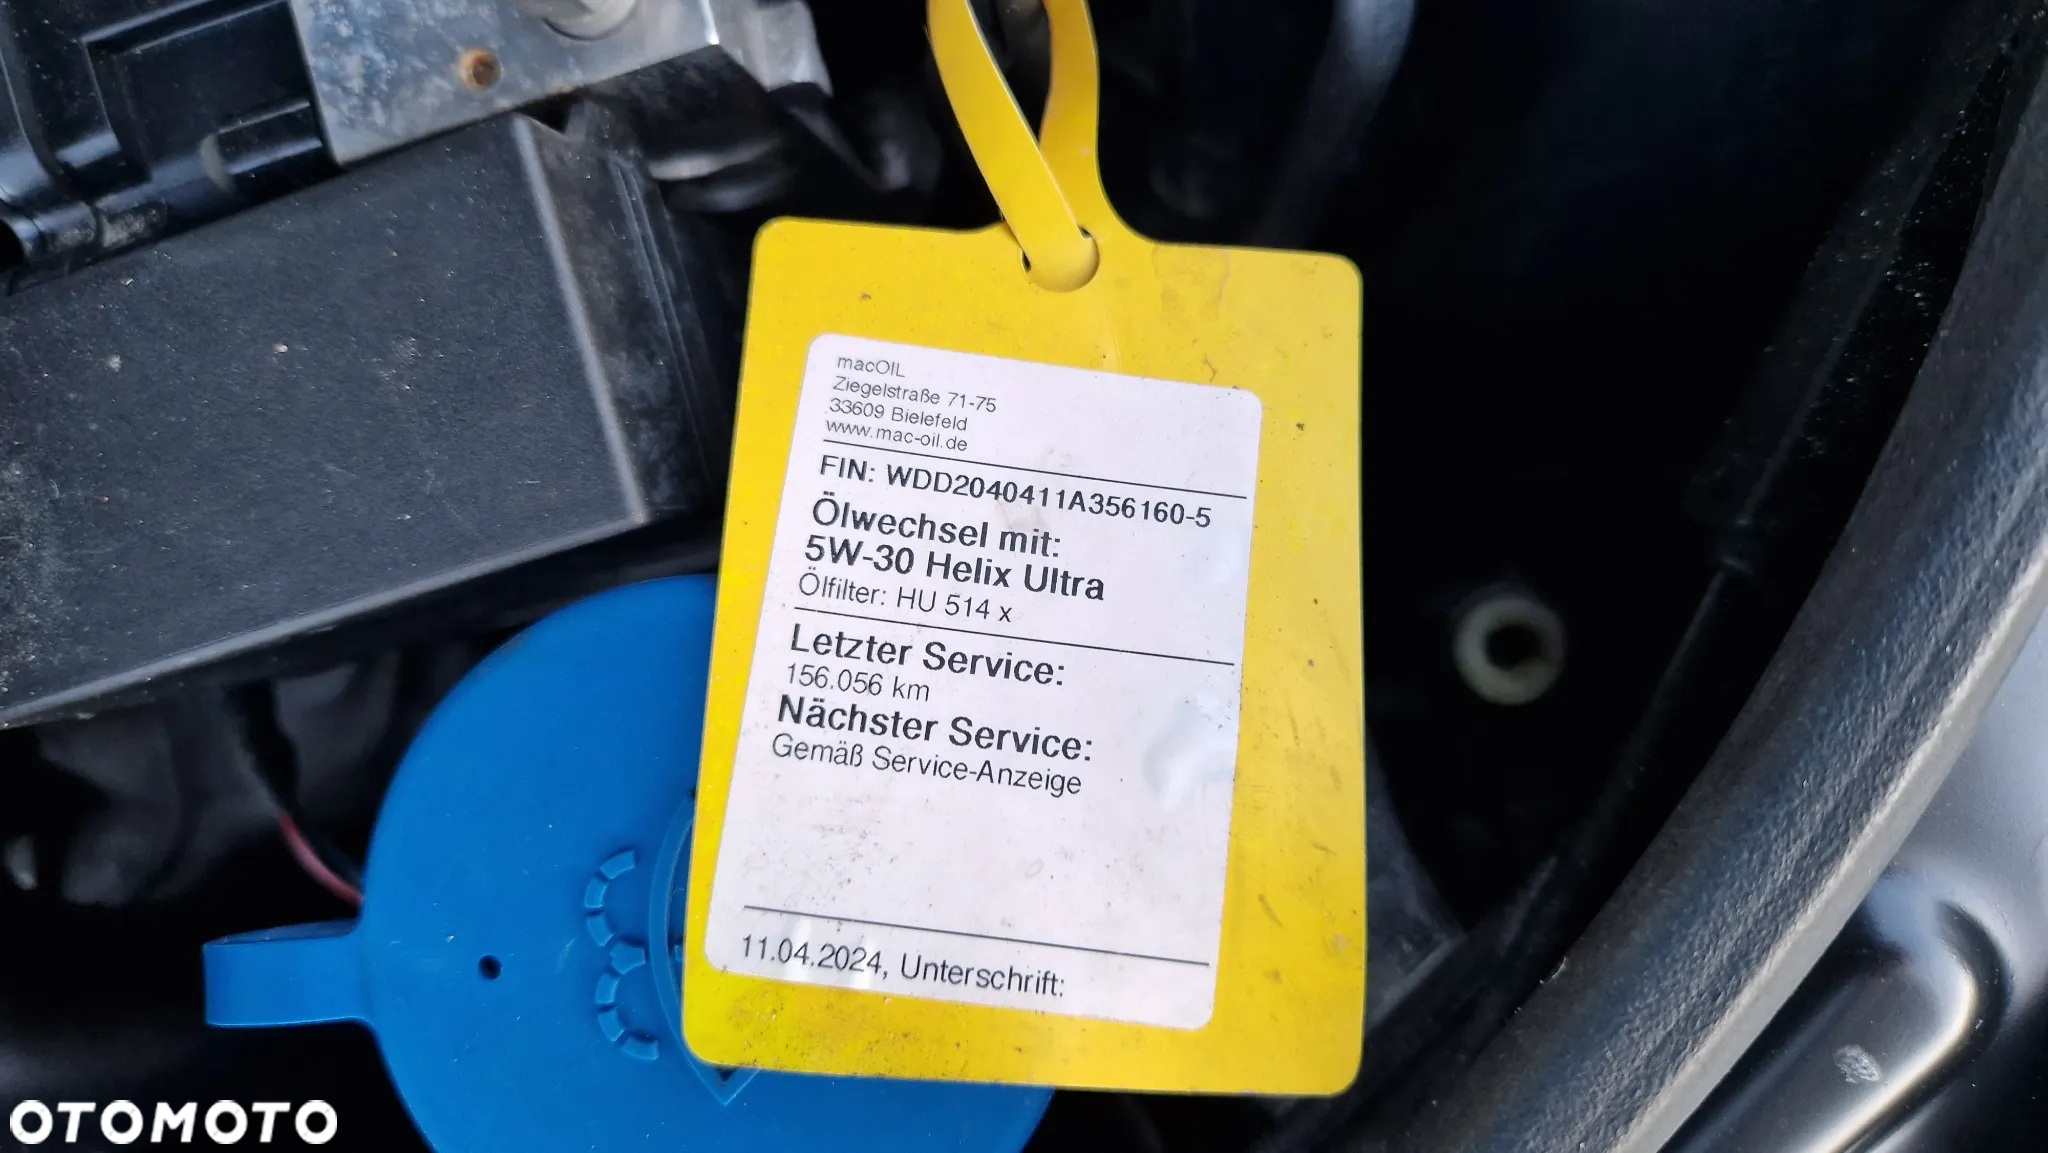 macOIL
Ziegelstraße 71-75
33609 Bielefeld
www.mac-oil.de
FIN: WDD2040411A356160-5
Ölwechsel mit:
5W-30 Helix Ultra
Ölfilter: HU 514 x
Letzter Service:
156.056 km
Nächster Service:
Gemäß Service-Anzeige
11.04.2024, Unterschrift:
OTOMOTO